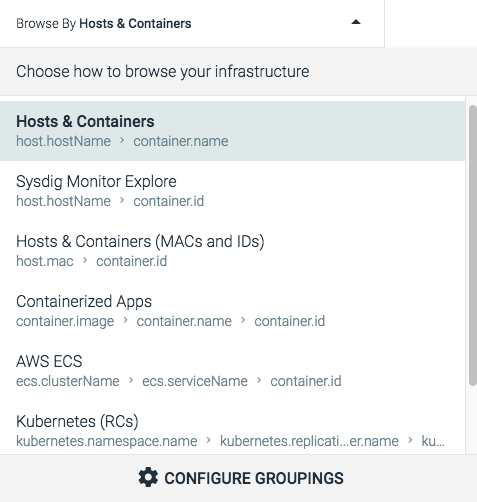 Browse By Hosts & Containers
Choose how to browse your infrastructure
Hosts & Containers
host.hostName > container.name
Sysdig Monitor Explore
host.hostName > container.id
Hosts & Containers (MACs and IDs)
host.mac > container.id
Containerized Apps
container.image > container.name > container.id
AWS ECS
ecs.clusterName > ecs.serviceName > container.id
Kubernetes (RCs)
kubernetes.namespace.name > kubernetes.replicati...er.name > ku...
CONFIGURE GROUPINGS